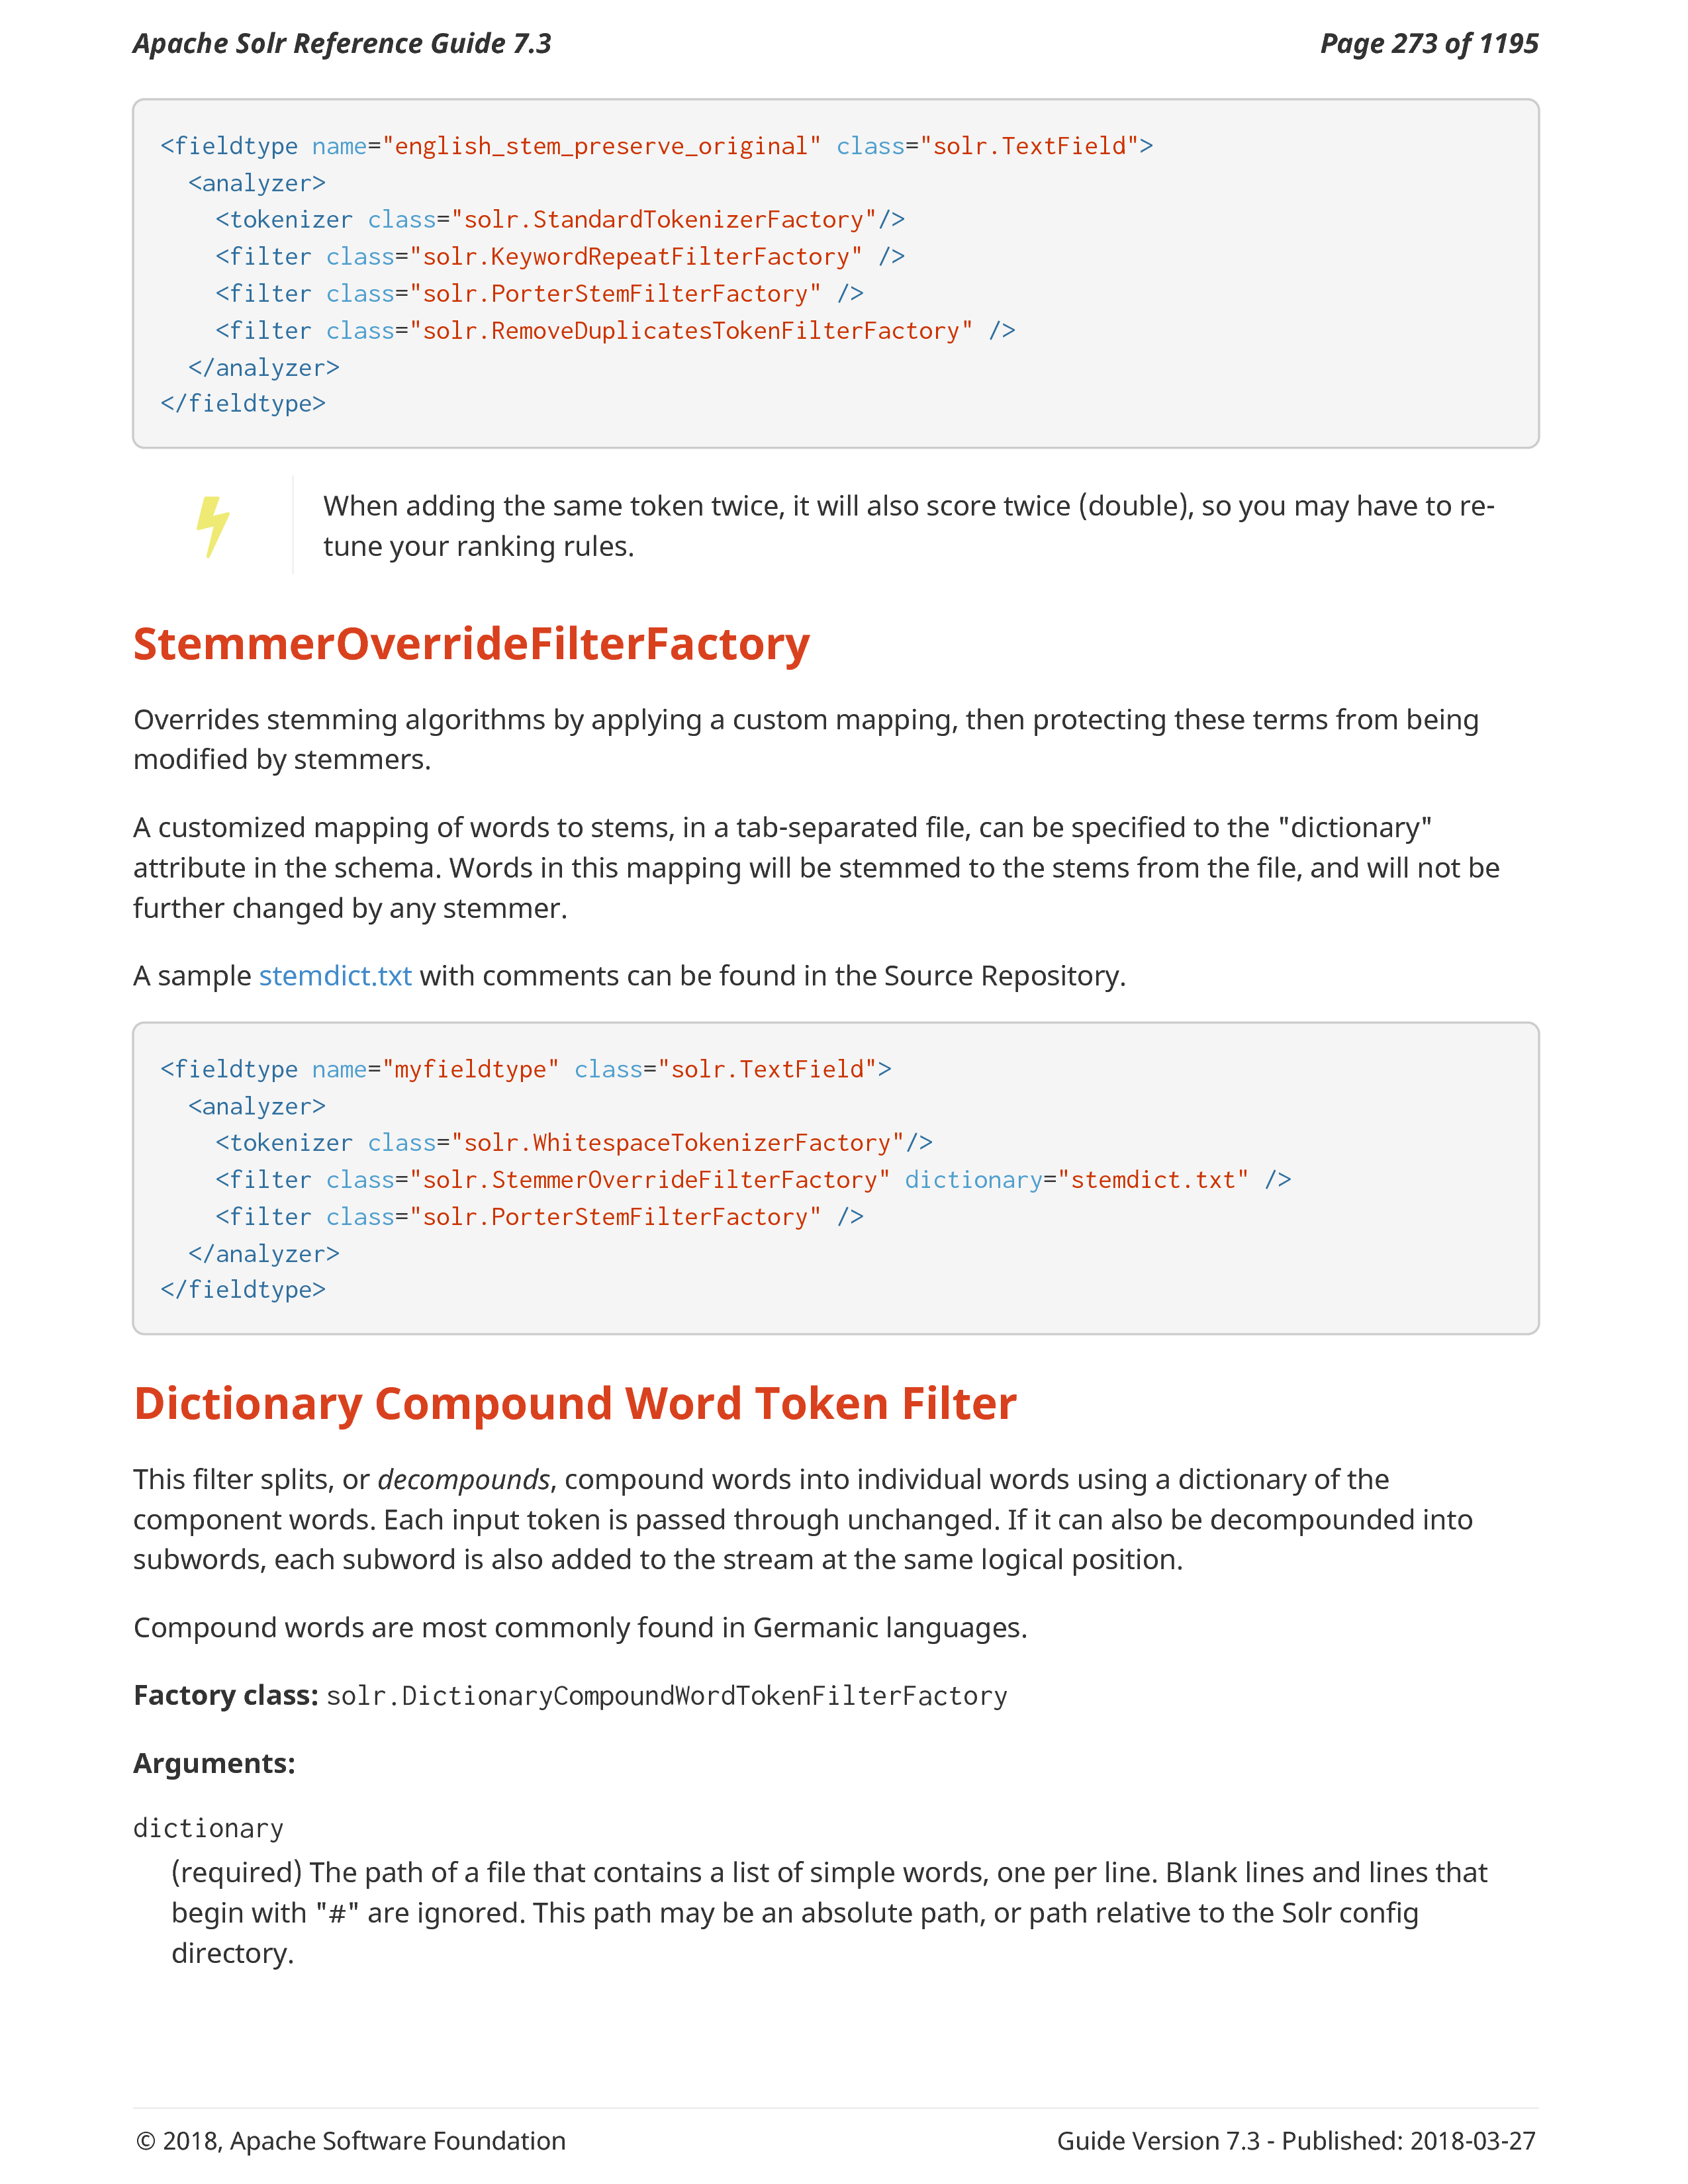 Apache Solr Reference Guide 7.3
Page 273 of 1195
<fieldtype name="english_stem_preserve_original" class="solr.TextField">
  <analyzer>
    <tokenizer class="solr.StandardTokenizerFactory"/>
    <filter class="solr.KeywordRepeatFilterFactory" />
    <filter class="solr.PorterStemFilterFactory" />
    <filter class="solr.RemoveDuplicatesTokenFilterFactory" />
  </analyzer>
</fieldtype>
When adding the same token twice, it will also score twice (double), so you may have to re-
tune your ranking rules.
StemmerOverrideFilterFactory
Overrides stemming algorithms by applying a custom mapping, then protecting these terms from being
modified by stemmers.
A customized mapping of words to stems, in a tab-separated file, can be specified to the "dictionary"
attribute in the schema. Words in this mapping will be stemmed to the stems from the file, and will not be
further changed by any stemmer.
A sample stemdict.txt with comments can be found in the Source Repository.
<fieldtype name="myfieldtype" class="solr.TextField">
  <analyzer>
    <tokenizer class="solr.WhitespaceTokenizerFactory"/>
    <filter class="solr.StemmerOverrideFilterFactory" dictionary="stemdict.txt" />
    <filter class="solr.PorterStemFilterFactory" />
  </analyzer>
</fieldtype>
Dictionary Compound Word Token Filter
This filter splits, or decompounds, compound words into individual words using a dictionary of the
component words. Each input token is passed through unchanged. If it can also be decompounded into
subwords, each subword is also added to the stream at the same logical position.
Compound words are most commonly found in Germanic languages.
Factory class: solr.DictionaryCompoundWordTokenFilterFactory
Arguments:
dictionary
(required) The path of a file that contains a list of simple words, one per line. Blank lines and lines that
begin with "#" are ignored. This path may be an absolute path, or path relative to the Solr config
directory.
© 2018, Apache Software Foundation
Guide Version 7.3 - Published: 2018-03-27